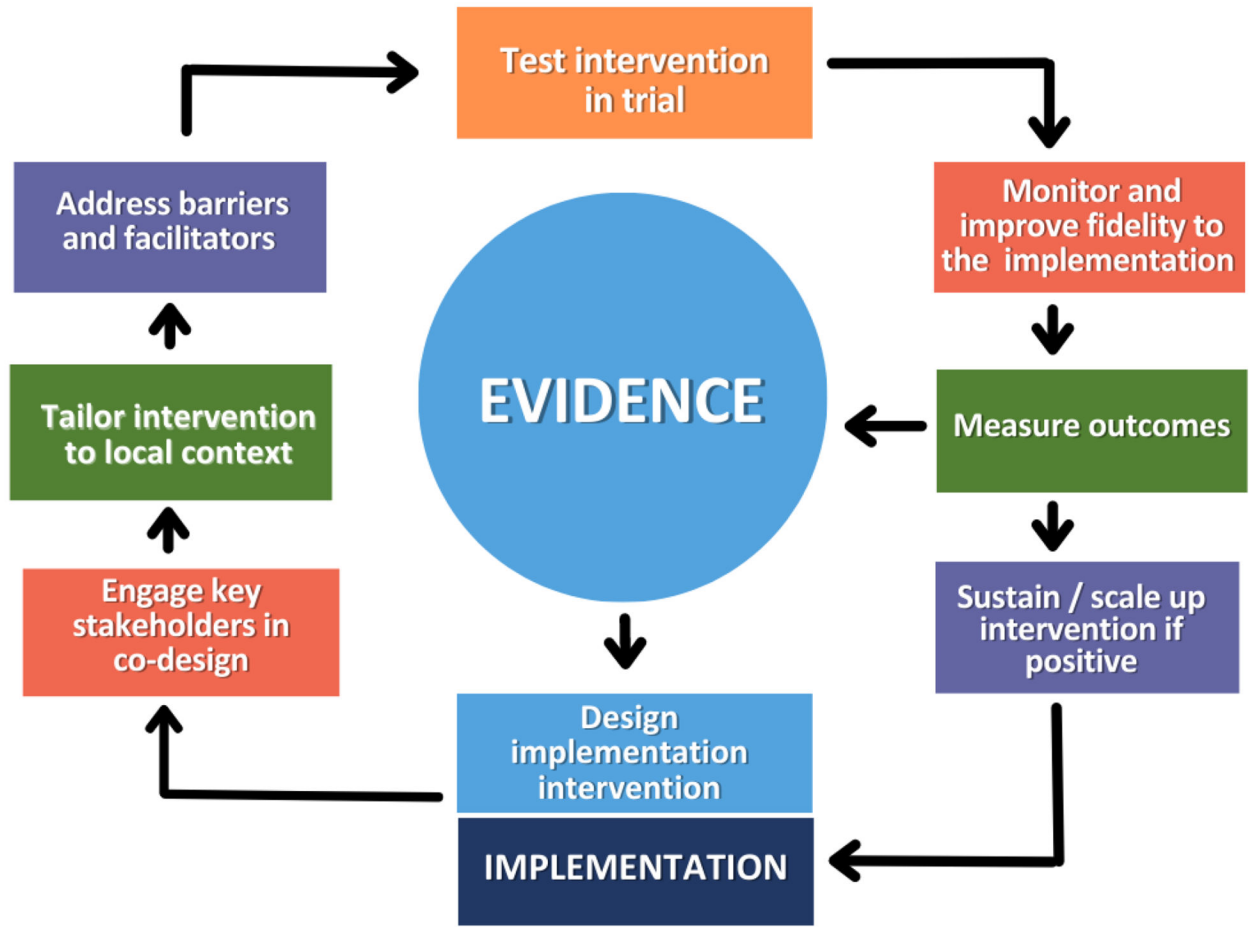 Test intervention
in trial
Address barriers
and facilitators
Monitor and
improve fidelity to
the implementation
EVIDENCE
Tailor intervention
to local context
Measure outcomes
Engage key
stakeholders in
co-design
Sustain / scale up
intervention if
positive
Design
implementation
intervention
IMPLEMENTATION